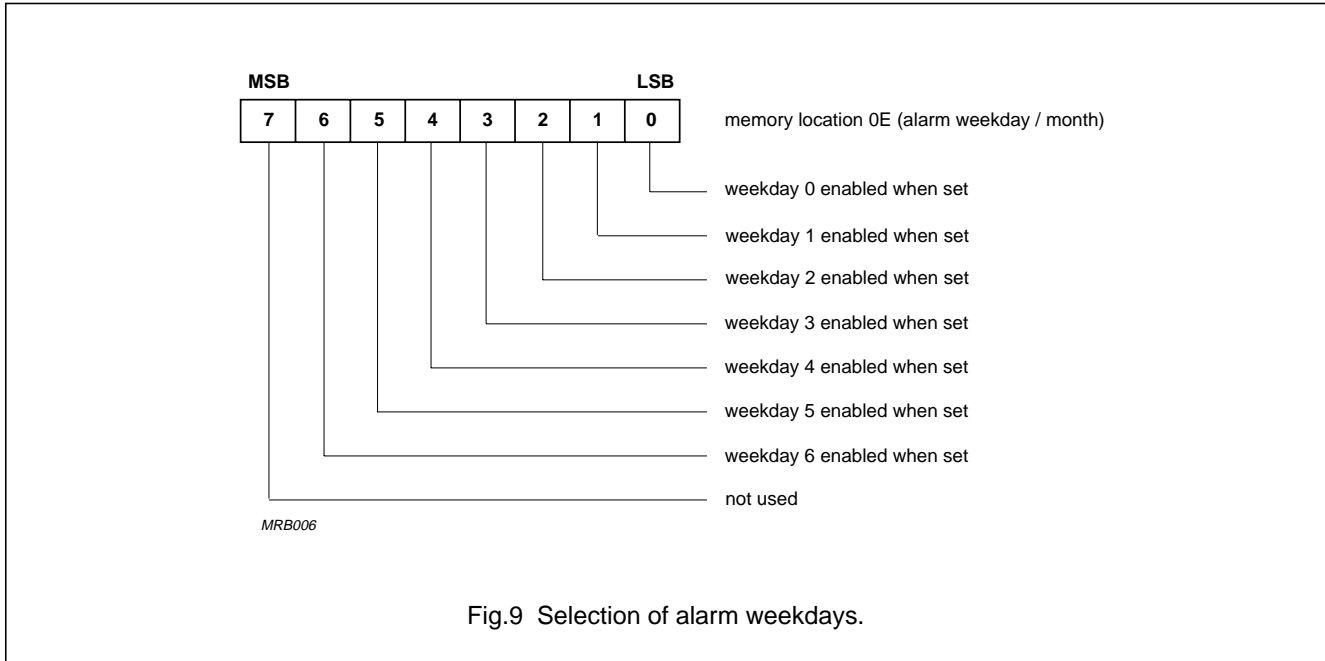 MSB LSB
7 6 5 4 3 2 1 0 memory location 0E (alarm weekday / month)
weekday 0 enabled when set
weekday 1 enabled when set
weekday 2 enabled when set
weekday 3 enabled when set
weekday 4 enabled when set
weekday 5 enabled when set
weekday 6 enabled when set
not used
MRB006
Fig.9 Selection of alarm weekdays.